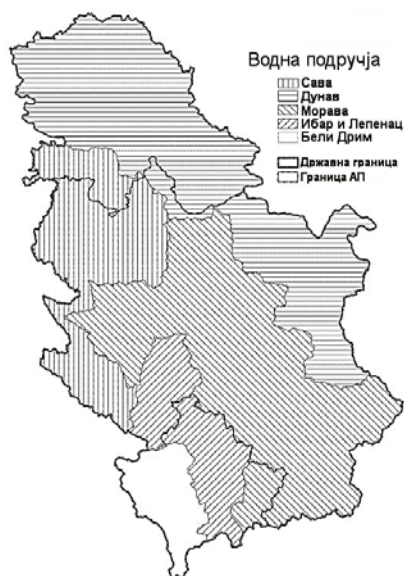 Водна подручја
Сава
Дунав
Морава
Ибар и Лепенац
Бели Дрим
Државна граница
Граница АП